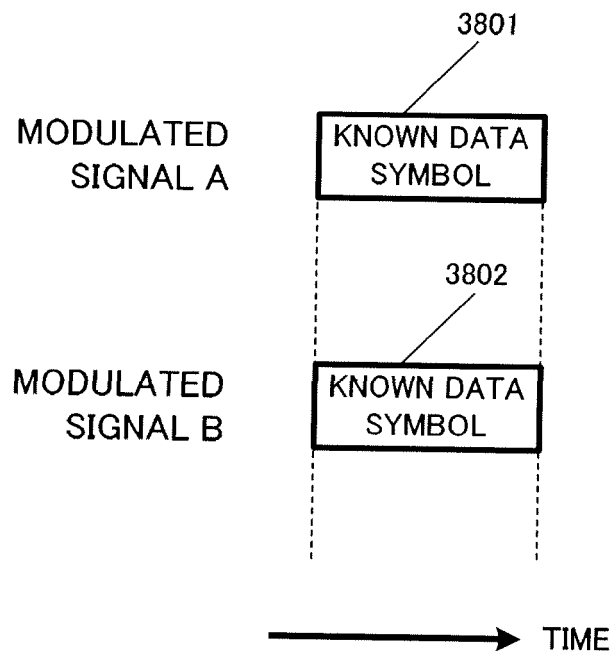 3801
MODULATED
SIGNAL A
KNOWN DATA
SYMBOL
3802
MODULATED
SIGNAL B
KNOWN DATA
SYMBOL
TIME